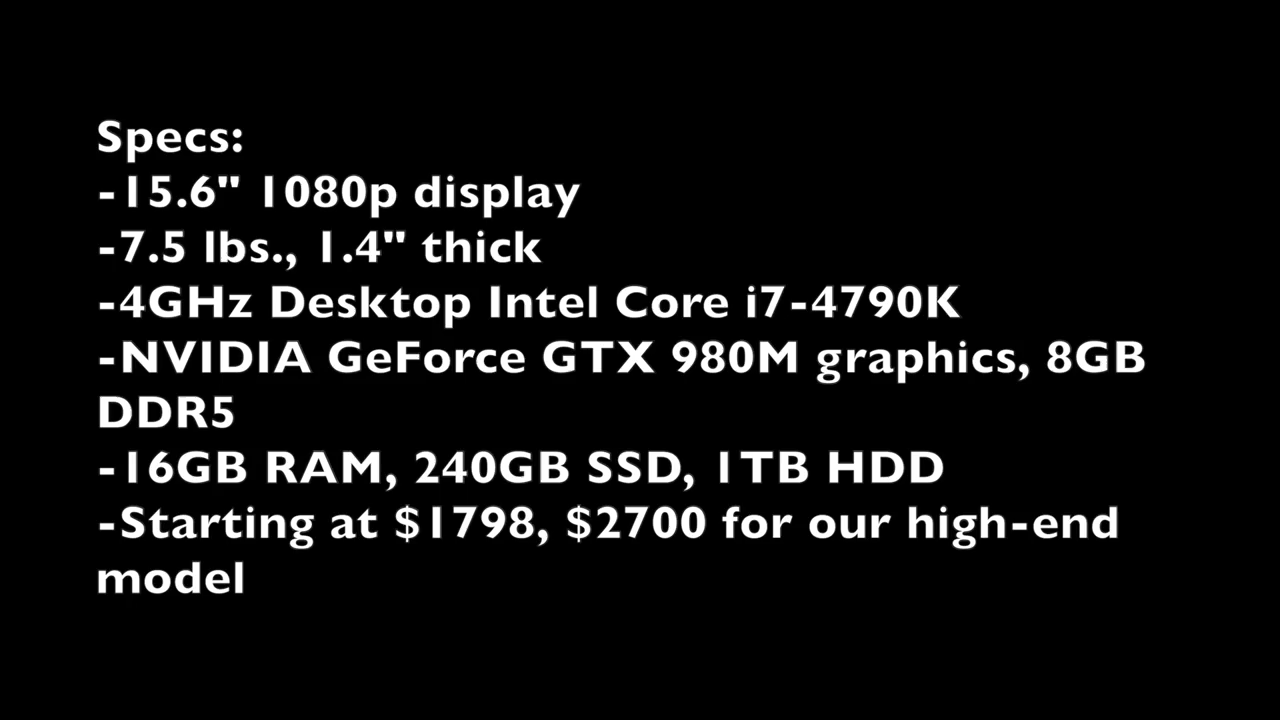 Specs:
-15.6" 1080p display
-7.5 lbs., 1.4" thick
-4GHz Desktop Intel Core i7-4790K
-NVIDIA GeForce GTX 980M graphics, 8GB
DDR5
-16GB RAM, 240GB SSD, 1TB HDD
-Starting at $1798, $2700 for our high-end
model